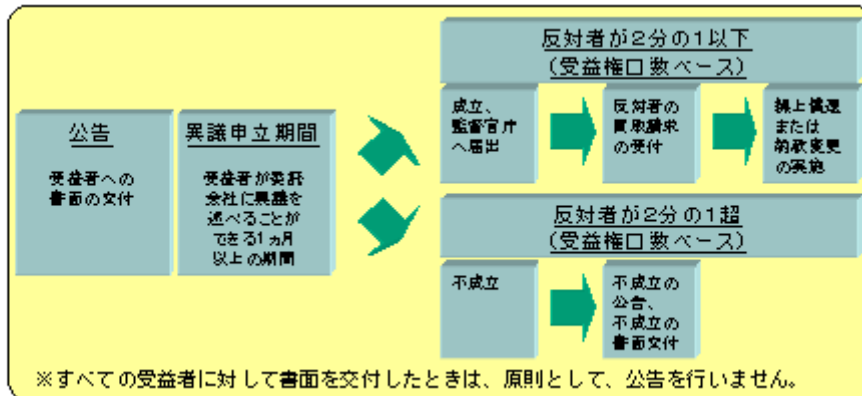 公告
受益者への
書面の交付
異議申立期間
受益者が委託
会社に異議を
述べることが
できる1ヵ月
以上の期間
反対者が2分の1以下
(受益権口数ベース)
成立、
監督官庁
へ届出
反対者の
買取請求
の受付
繰上償還
または
約款変更
の実施
反対者が2分の1超
(受益権口数ベース)
不成立
不成立の
公告、
不成立の
書面交付
※すべての受益者に対して書面を交付したときは、原則として、公告を行いません。